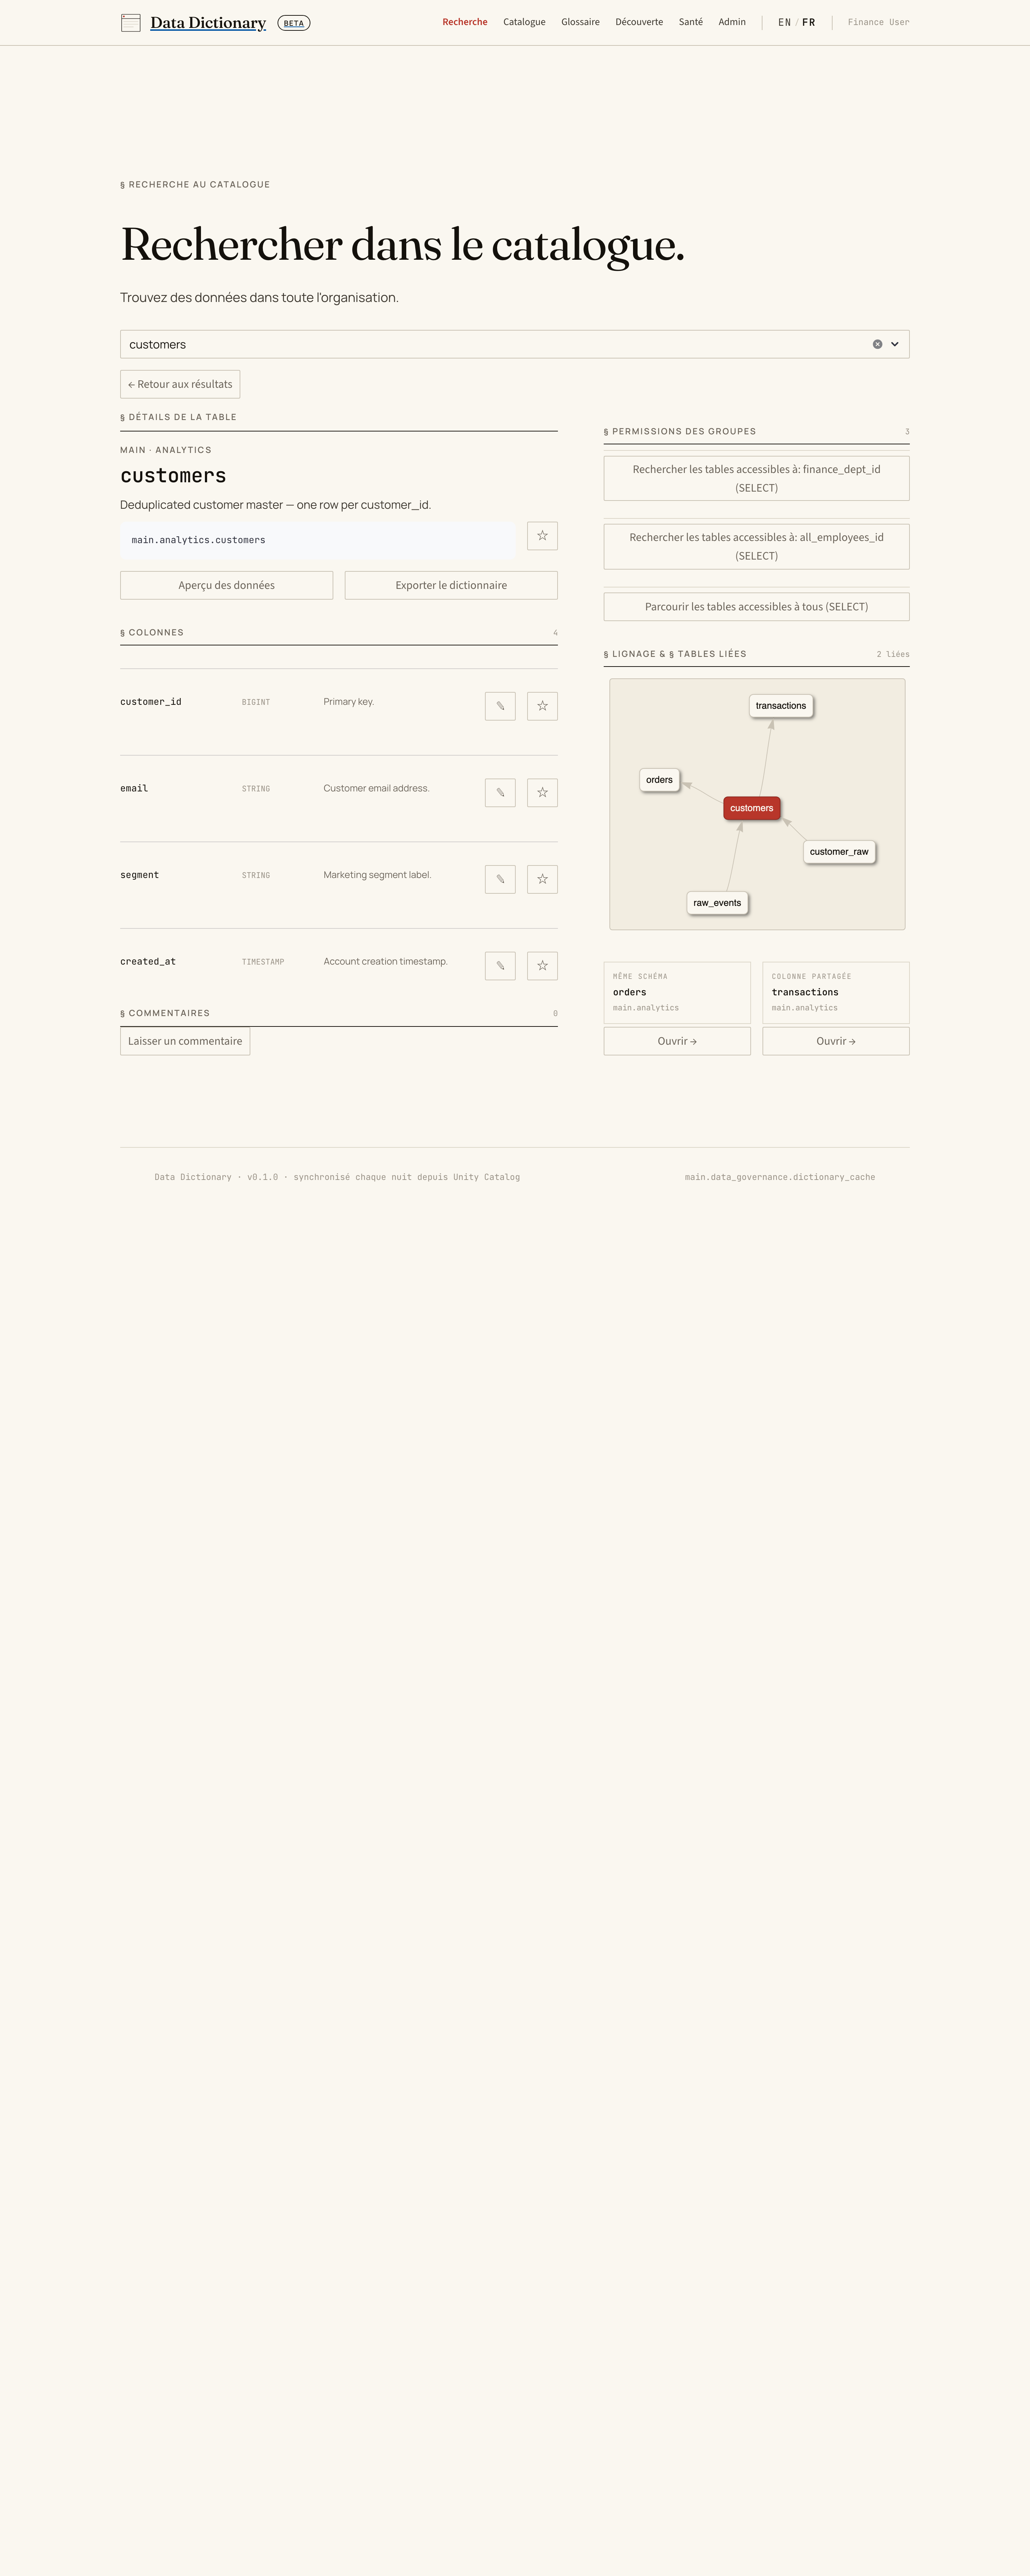 Data Dictionary BETA
Recherche Catalogue Glossaire Découverte Santé Admin EN / FR Finance User
§ RECHERCHE AU CATALOGUE
Rechercher dans le catalogue.
Trouvez des données dans toute l'organisation.
customers
← Retour aux résultats
§ DÉTAILS DE LA TABLE
MAIN · ANALYTICS
customers
Deduplicated customer master — one row per customer_id.
main.analytics.customers
☆
Aperçu des données
Exporter le dictionnaire
§ COLONNES 4
customer_id BIGINT Primary key. ✎ ☆
email STRING Customer email address. ✎ ☆
segment STRING Marketing segment label. ✎ ☆
created_at TIMESTAMP Account creation timestamp. ✎ ☆
§ COMMENTAIRES 0
Laisser un commentaire
§ PERMISSIONS DES GROUPES 3
Rechercher les tables accessibles à: finance_dept_id
(SELECT)
Rechercher les tables accessibles à: all_employees_id
(SELECT)
Parcourir les tables accessibles à tous (SELECT)
§ LIGNAGE & § TABLES LIÉES 2 liées
transactions
orders
customers
customer_raw
raw_events
MÊME SCHÉMA
orders
main.analytics
Ouvrir →
COLONNE PARTAGÉE
transactions
main.analytics
Ouvrir →
Data Dictionary · v0.1.0 · synchronisé chaque nuit depuis Unity Catalog
main.data_governance.dictionary_cache